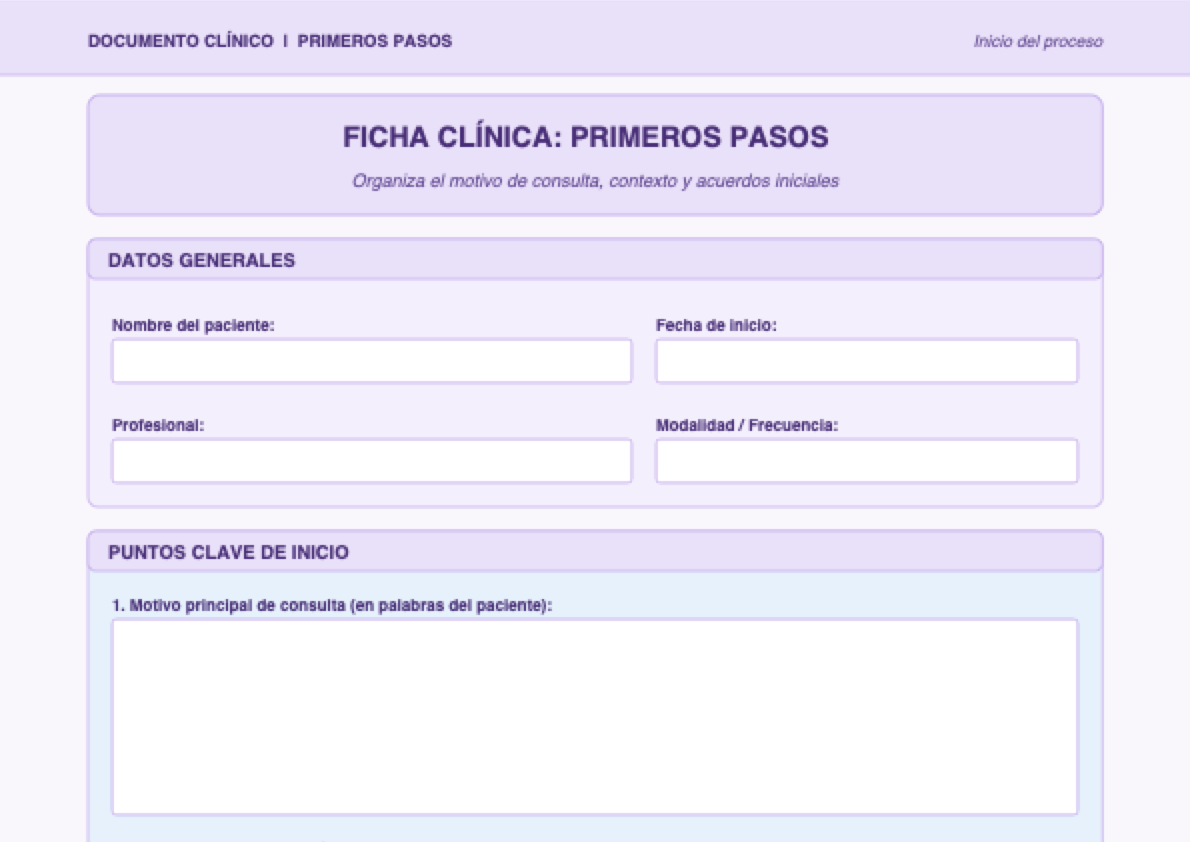 DOCUMENTO CLÍNICO | PRIMEROS PASOS
Inicio del proceso
FICHA CLÍNICA: PRIMEROS PASOS
Organiza el motivo de consulta, contexto y acuerdos iniciales
DATOS GENERALES
Nombre del paciente:
Fecha de inicio:
Profesional:
Modalidad / Frecuencia:
PUNTOS CLAVE DE INICIO
1. Motivo principal de consulta (en palabras del paciente):